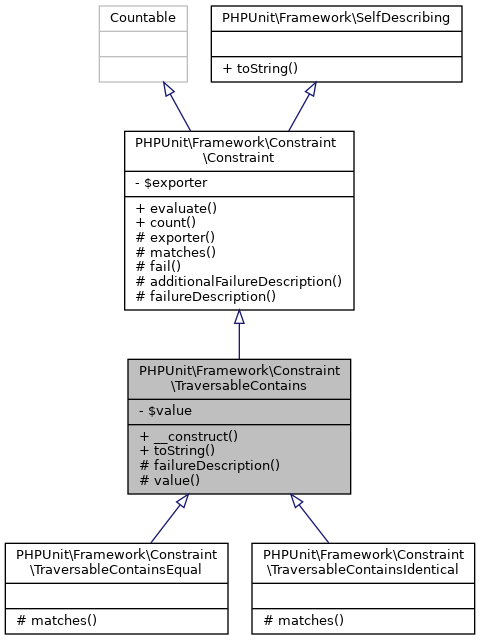 Countable
PHPUnit\Framework\SelfDescribing
+ toString()
PHPUnit\Framework\Constraint
\Constraint
- $exporter
+ evaluate()
+ count()
# exporter()
# matches()
# fail()
# additionalFailureDescription()
# failureDescription()
PHPUnit\Framework\Constraint
\TraversableContains
- $value
+ __construct()
+ toString()
# failureDescription()
# value()
PHPUnit\Framework\Constraint
\TraversableContainsEqual
# matches()
PHPUnit\Framework\Constraint
\TraversableContainsIdentical
# matches()